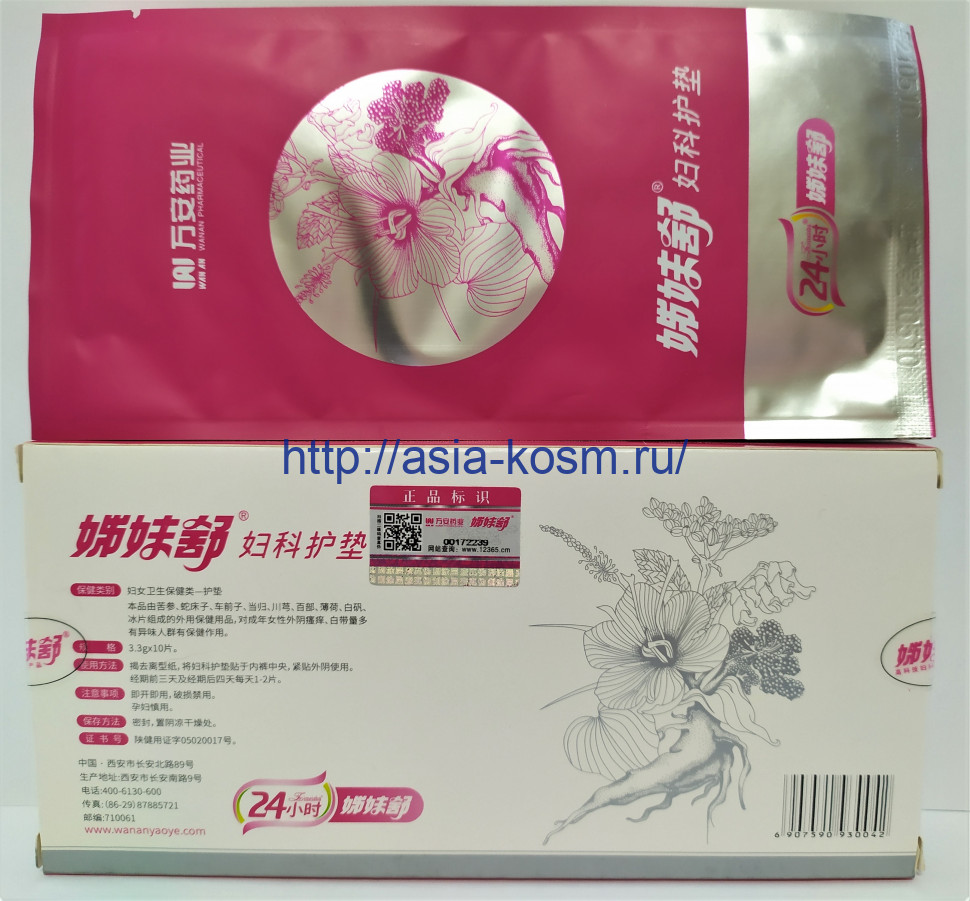 万安药业
WAN AN WANAN PHARMACEUTICAL
姊妹舒® 妇科护垫
24小时 姊妹舒
http://asia-kosm.ru/
正品标识
万安药业 姊妹舒
00172239
网站查询：www.12365.cm
姊妹舒® 妇科护垫
保健类别 妇女卫生保健类—护垫
本品由苦参、蛇床子、车前子、当归、川芎、百部、薄荷、白矾、
冰片组成的外用保健用品，对成年女性外阴瘙痒、白带量多
有异味人群有保健作用。
规 格 3.3gx10片。
使用方法 揭去离型纸，将妇科护垫贴于内裤中央，紧贴外阴使用。
经期前三天及经期后四天每天1-2片。
注意事项 即开即用，破损禁用。
孕妇慎用。
保存方法 密封，置阴凉干燥处。
证 书 号 陕健用证字05020017号。
中国·西安市长安北路89号
生产地址：西安市长安南路9号
电话：400-6130-600
传真：(86-29)87885721
邮编：710061
www.wananyaoye.com
24小时 姊妹舒
妹舒®
姊妹
6 907590 930042